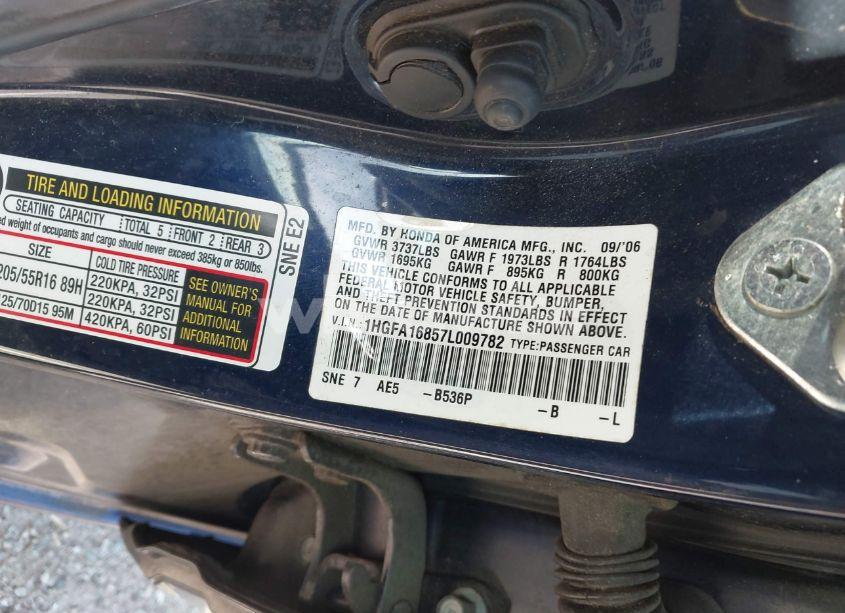 TIRE AND LOADING INFORMATION
SEATING CAPACITY TOTAL 5 FRONT 2 REAR 3
weight of occupants and cargo should never exceed 385kg or 850lbs.
SIZE COLD TIRE PRESSURE
205/55R16 89H 220KPA, 32PSI
220KPA, 32PSI
25/70D15 95M 420KPA, 60PSI
SEE OWNER'S
MANUAL FOR
ADDITIONAL
INFORMATION
SNE E2
MFD. BY HONDA OF AMERICA MFG., INC. 09/'06
GVWR 3737LBS GAWR F 1973LBS R 1764LBS
GVWR 1695KG GAWR F 895KG R 800KG
THIS VEHICLE CONFORMS TO ALL APPLICABLE
FEDERAL MOTOR VEHICLE SAFETY, BUMPER,
AND THEFT PREVENTION STANDARDS IN EFFECT
ON THE DATE OF MANUFACTURE SHOWN ABOVE.
V.I.N.: 1HGFA16857L009782 TYPE:PASSENGER CAR
SNE 7 AE5 -B536P -B -L